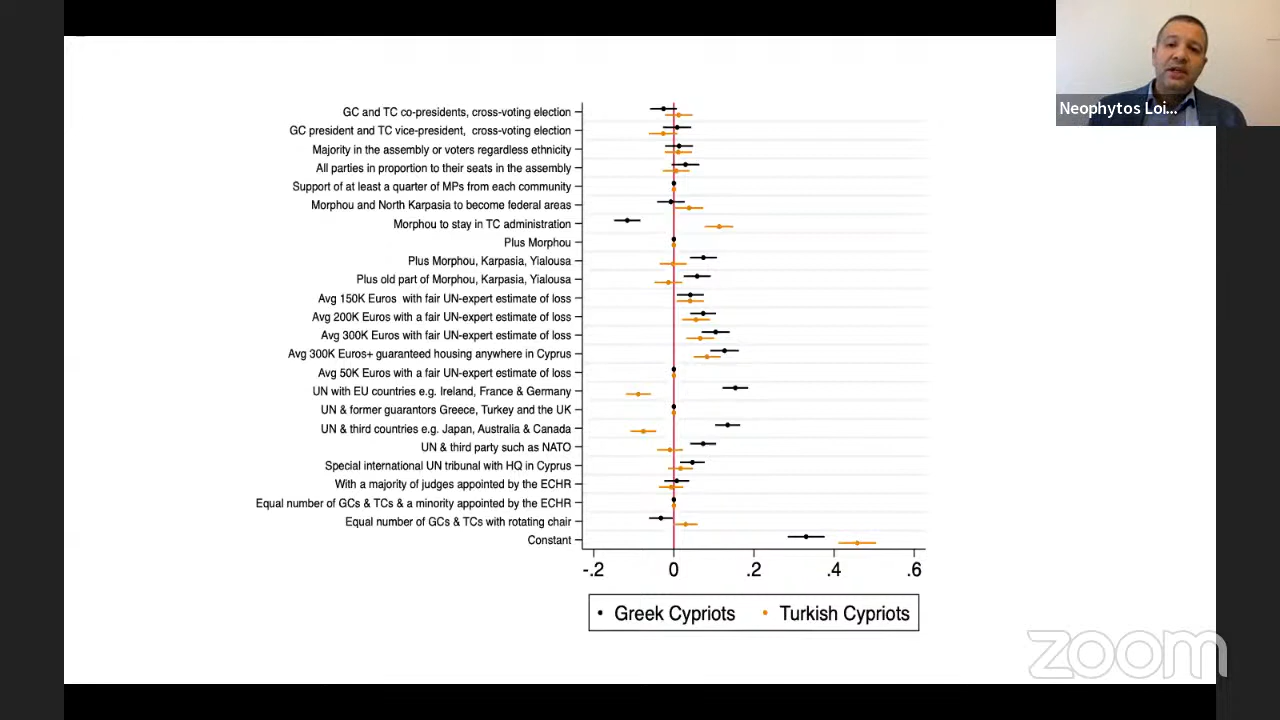 Neophytos Loi...
GC and TC co-presidents, cross-voting election
GC president and TC vice-president, cross-voting election
Majority in the assembly or voters regardless ethnicity
All parties in proportion to their seats in the assembly
Support of at least a quarter of MPs from each community
Morphou and North Karpasia to become federal areas
Morphou to stay in TC administration
Plus Morphou
Plus Morphou, Karpasia, Yialousa
Plus old part of Morphou, Karpasia, Yialousa
Avg 150K Euros with fair UN-expert estimate of loss
Avg 200K Euros with a fair UN-expert estimate of loss
Avg 300K Euros with fair UN-expert estimate of loss
Avg 300K Euros+ guaranteed housing anywhere in Cyprus
Avg 50K Euros with a fair UN-expert estimate of loss
UN with EU countries e.g. Ireland, France & Germany
UN & former guarantors Greece, Turkey and the UK
UN & third countries e.g. Japan, Australia & Canada
UN & third party such as NATO
Special international UN tribunal with HQ in Cyprus
With a majority of judges appointed by the ECHR
Equal number of GCs & TCs & a minority appointed by the ECHR
Equal number of GCs & TCs with rotating chair
Constant
-.2 0 .2 .4 .6
Greek Cypriots Turkish Cypriots
zoom